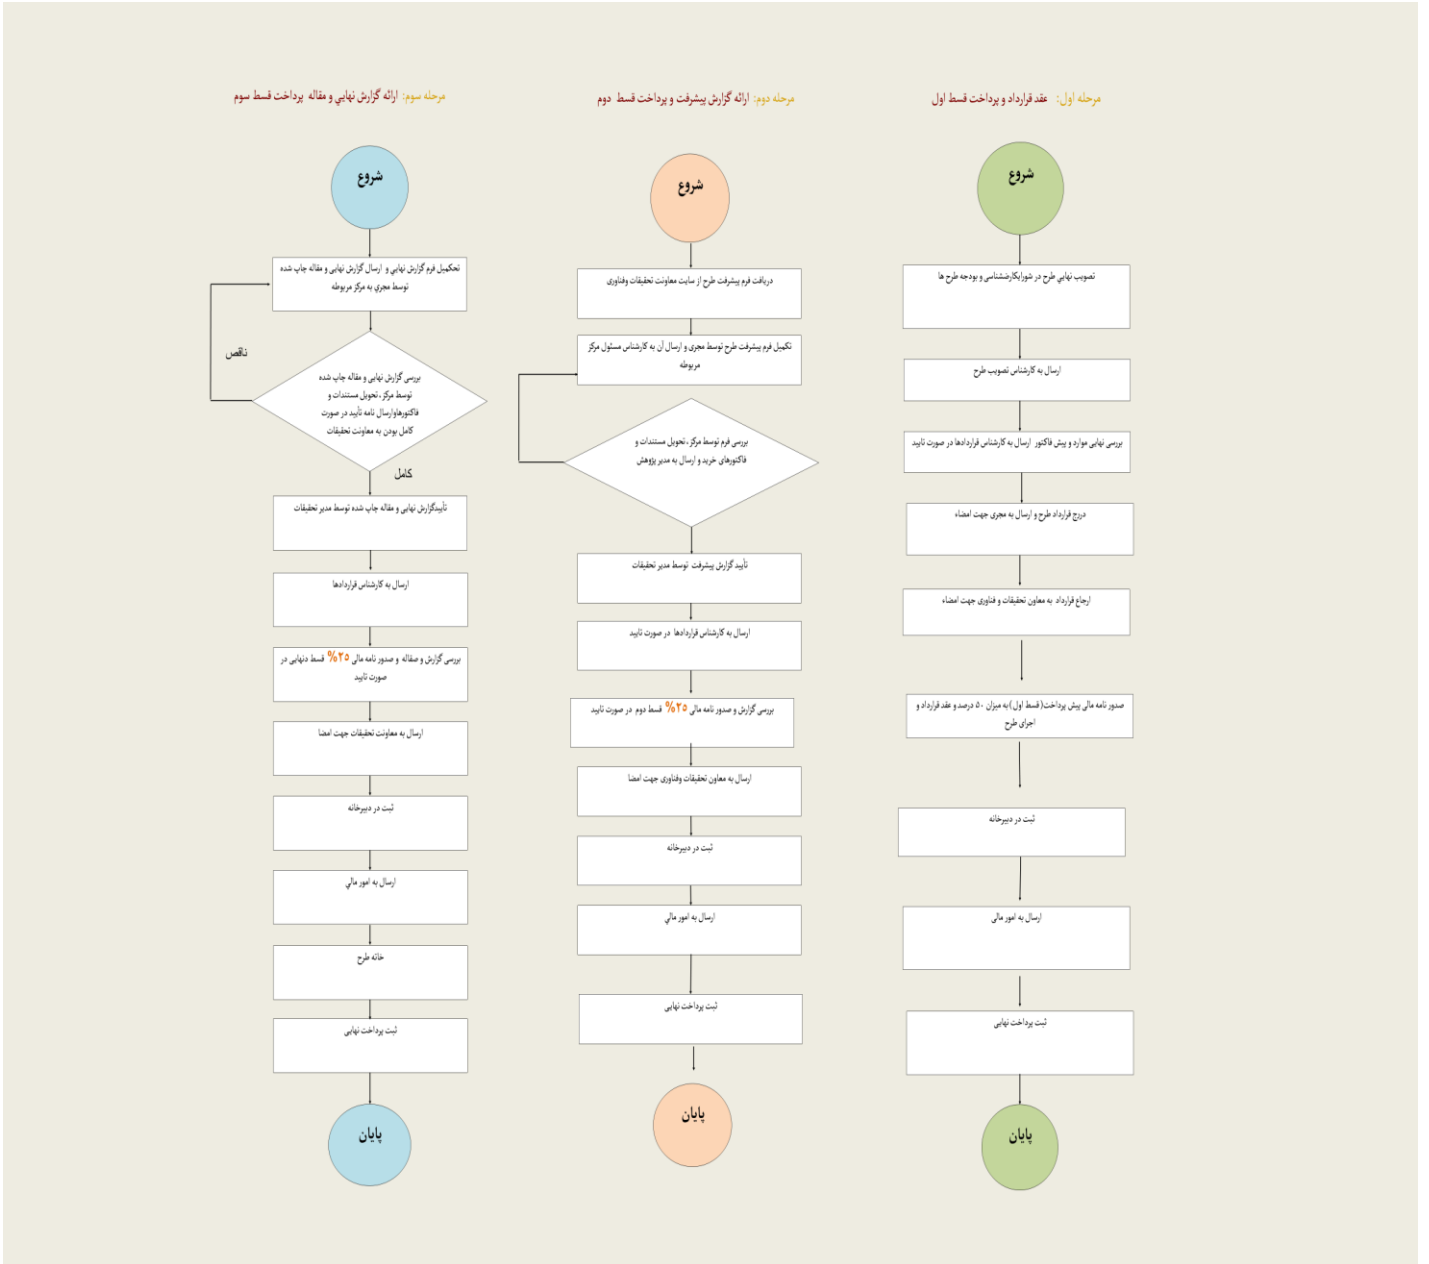 مرحله اول: عقد قرارداد و پرداخت قسط اول
شروع
تصویب نهایي طرح در شورایکارضشناسی و بودجه طرح ها
ارسال به کارشناس تصویب طرح
بررسی نهایی موارد و پیش فاکتور ارسال به کارشناس قراردادها در صورت تایید
درج قرارداد طرح و ارسال به مجری جهت امضاء
ارجاع قرارداد به معاون تحقیقات و فناوری جهت امضاء
صدور نامه مالی پیش پرداخت( قسط اول) به میزان ۵۰ درصد و عقد قرارداد و
اجرای طرح
ثبت در دبیرخانه
ارسال به امور مالی
ثبت پرداخت نهایی
پایان
مرحله دوم: ارائه گزارش پیشرفت و پرداخت قسط دوم
شروع
دریافت فرم پیشرفت طرح از سایت معاونت تحقیقات وفناوری
تکمیل فرم پیشرفت طرح توسط مجری و ارسال آن به کارشناس مسئول مرکز
مربوطه
بررسی فرم توسط مرکز ، تحویل مستندات و
فاکتورهای خرید و ارسال به مدیر پژوهش
تأیید گزارش پیشرفت توسط مدیر تحقیقات
ارسال به کارشناس قراردادها در صورت تایید
بررسی گزارش و صدور نامه مالی ۲۵% قسط دوم در صورت تایید
ارسال به معاون تحقیقات وفناوری جهت امضا
ثبت در دبیرخانه
ارسال به امور مالي
ثبت پرداخت نهایی
پایان
مرحله سوم: ارائه گزارش نهایي و مقاله پرداخت قسط سوم
شروع
تحکمیل فرم گزارش نهایي و ارسال گزارش نهایی و مقاله چاپ شده
توسط مجري به مرکز مربوطه
ناقص
بررسی گزارش نهایی و مقاله چاپ شده
توسط مرکز ، تحویل مستندات و
فاکتورهاوارسال نامه تأیید در صورت
کامل بودن به معاونت تحقیقات
کامل
تأییدگزارش نهایی و مقاله چاپ شده توسط مدیر تحقیقات
ارسال به کارشناس قراردادها
بررسی گزارش و صقاله و صدور نامه مالی ۲۵% قسط دنهایی در
صورت تایید
ارسال به معاونت تحقیقات جهت امضا
ثبت در دبیرخانه
ارسال به امور مالي
خاته طرح
ثبت پرداخت نهایی
پایان